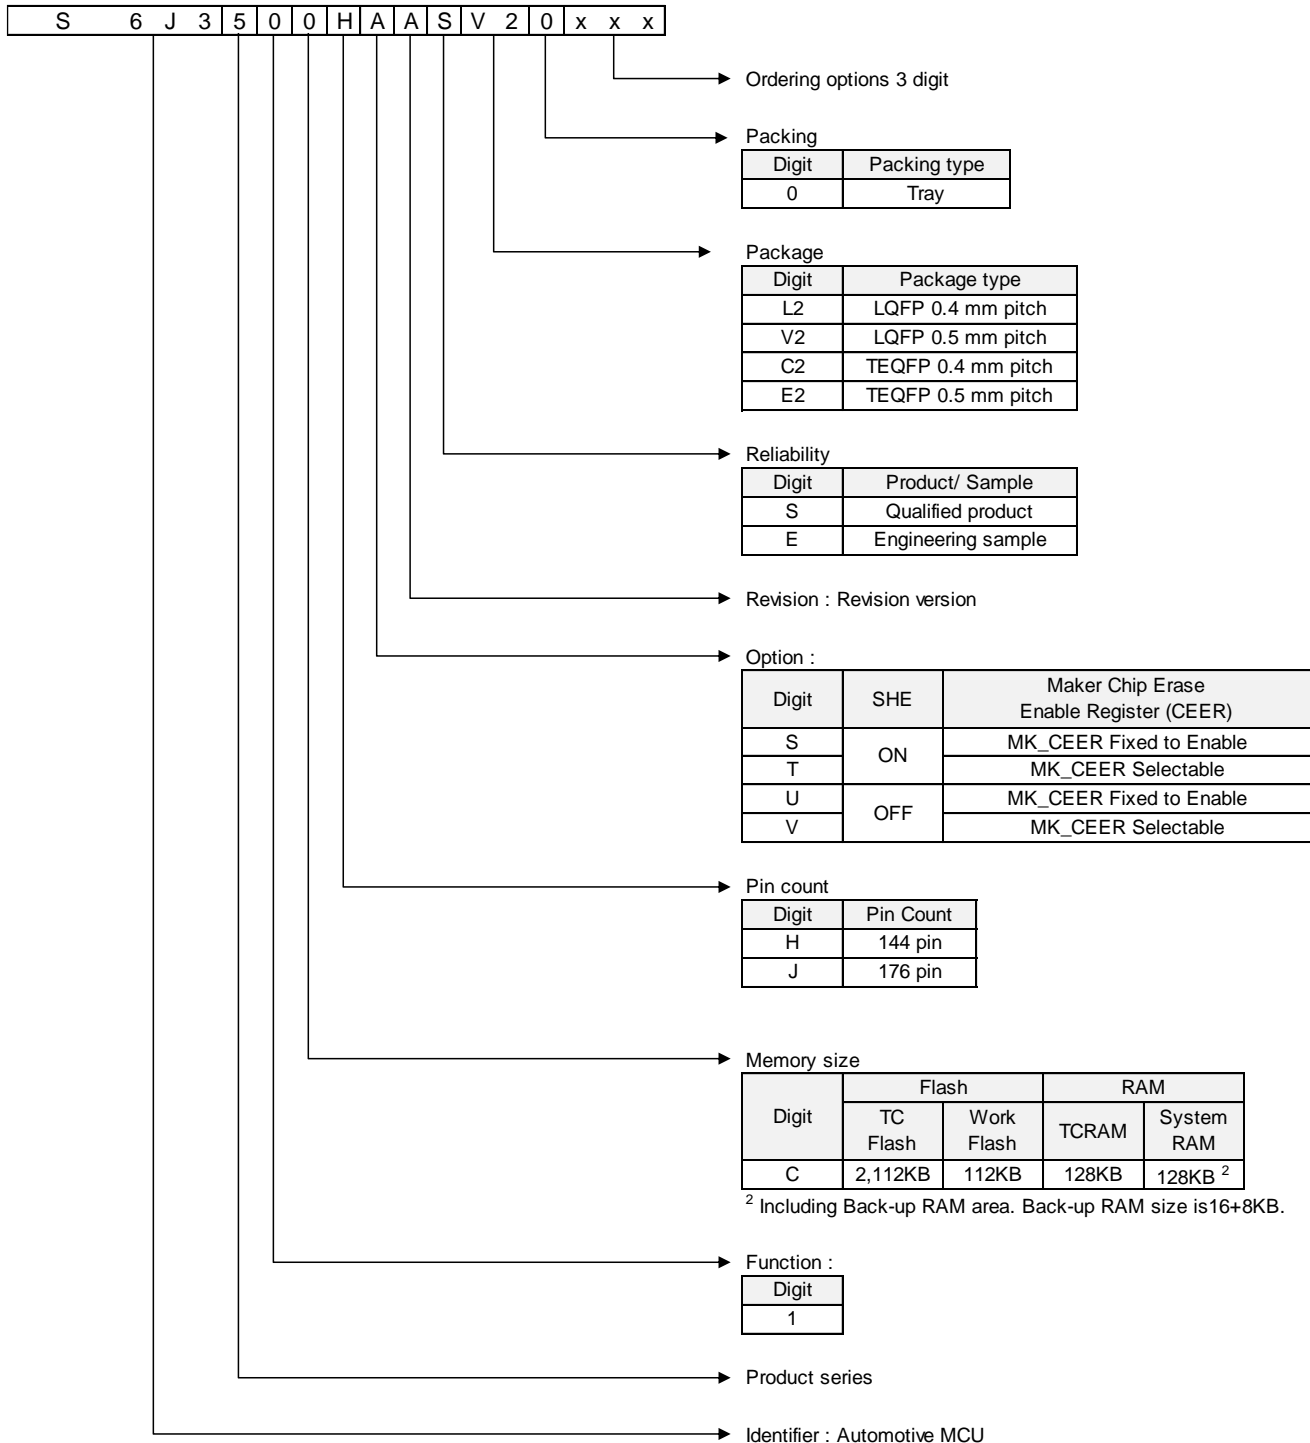 S 6 J 3 5 0 0 H A A S V 2 0 x x x
Ordering options 3 digit
Packing
Digit Packing type
0 Tray
Package
Digit Package type
L2 LQFP 0.4 mm pitch
V2 LQFP 0.5 mm pitch
C2 TEQFP 0.4 mm pitch
E2 TEQFP 0.5 mm pitch
Reliability
Digit Product/ Sample
S Qualified product
E Engineering sample
Revision : Revision version
Option :
Digit SHE Maker Chip Erase
Enable Register (CEER)
S ON MK_CEER Fixed to Enable
T MK_CEER Selectable
U OFF MK_CEER Fixed to Enable
V MK_CEER Selectable
Pin count
Digit Pin Count
H 144 pin
J 176 pin
Memory size
Digit Flash RAM
TC Flash Work Flash TCRAM System RAM
C 2,112KB 112KB 128KB 128KB ²
² Including Back-up RAM area. Back-up RAM size is16+8KB.
Function :
Digit
1
Product series
Identifier : Automotive MCU